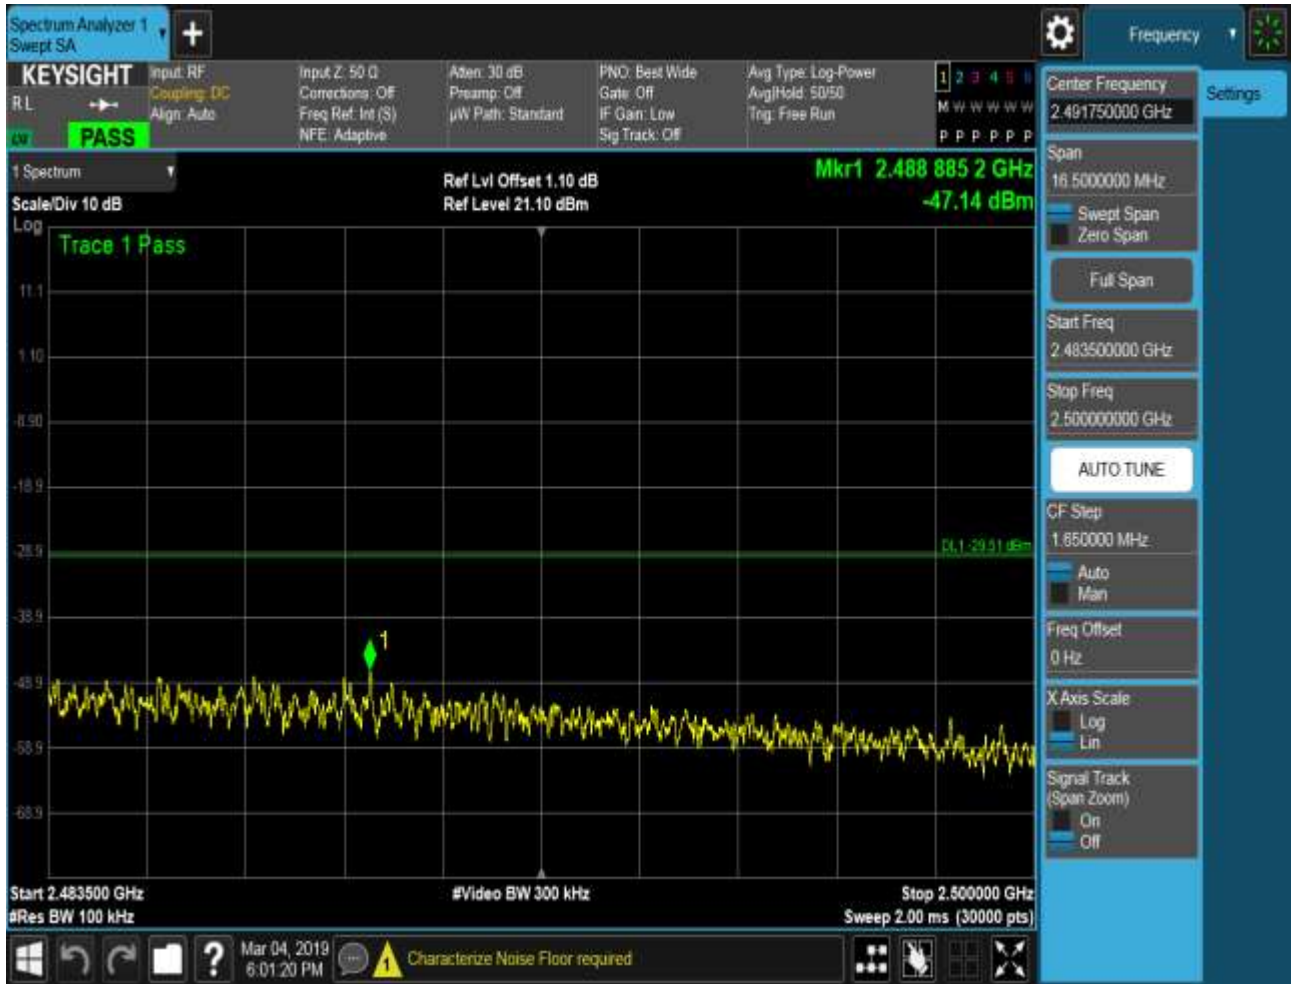 Spectrum Analyzer 1
Swept SA
Frequency
KEYSIGHT
R L
PASS
Input: RF
Coupling: DC
Align: Auto
Input Z: 50 Ω
Corrections: Off
Freq Ref: Int (S)
NFE: Adaptive
Atten: 30 dB
Preamp: Off
µW Path: Standard
PNO: Best Wide
Gate: Off
IF Gain: Low
Sig Track: Off
Avg Type: Log-Power
Avg|Hold: 50/50
Trig: Free Run
1 2 3 4 5 6
M W W W W W
P P P P P P
1 Spectrum
Scale/Div 10 dB
Log
Ref Lvl Offset 1.10 dB
Ref Level 21.10 dBm
Mkr1 2.488 885 2 GHz
-47.14 dBm
Trace 1 Pass
11.1
1.10
-8.90
-18.9
-28.9
DL1 -29.51 dBm
-38.9
1
-48.9
-58.9
-68.9
Start 2.483500 GHz
#Video BW 300 kHz
Stop 2.500000 GHz
#Res BW 100 kHz
Sweep 2.00 ms (30000 pts)
Center Frequency
2.491750000 GHz
Settings
Span
16.5000000 MHz
Swept Span
Zero Span
Full Span
Start Freq
2.483500000 GHz
Stop Freq
2.500000000 GHz
AUTO TUNE
CF Step
1.650000 MHz
Auto
Man
Freq Offset
0 Hz
X Axis Scale
Log
Lin
Signal Track
(Span Zoom)
On
Off
?
Mar 04, 2019
6:01:20 PM
1
Characterize Noise Floor required